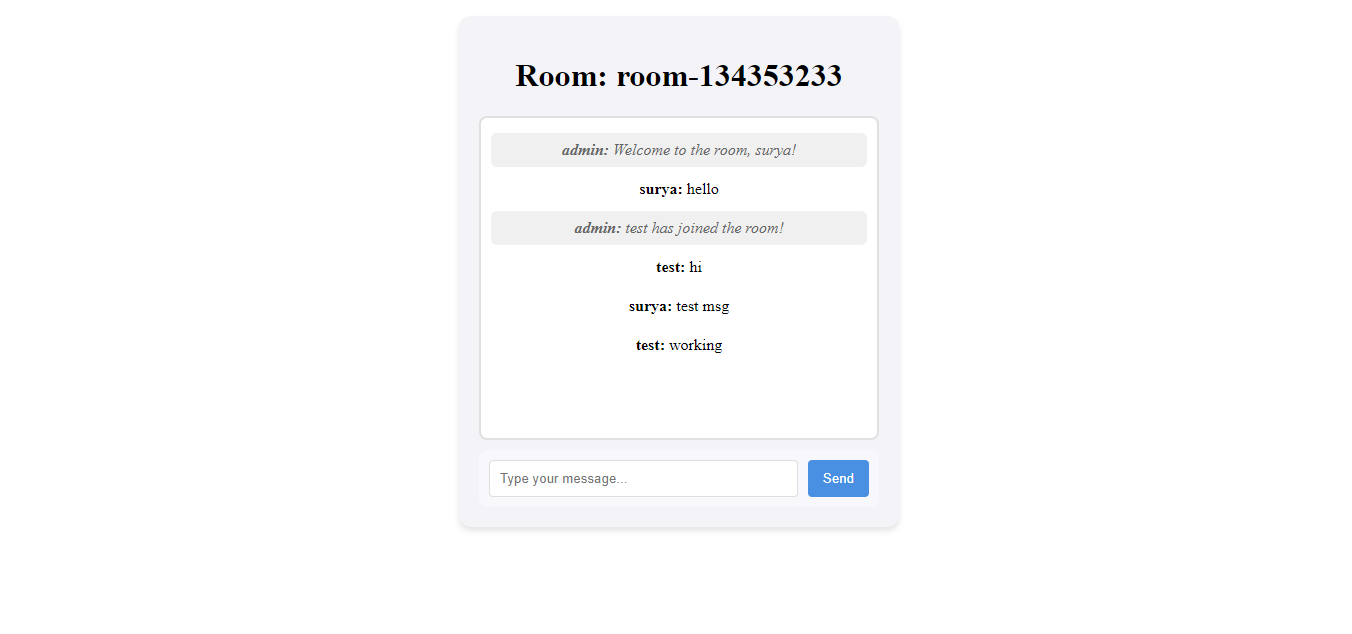 Room: room-134353233
admin: Welcome to the room, surya!
surya: hello
admin: test has joined the room!
test: hi
surya: test msg
test: working
Type your message...
Send